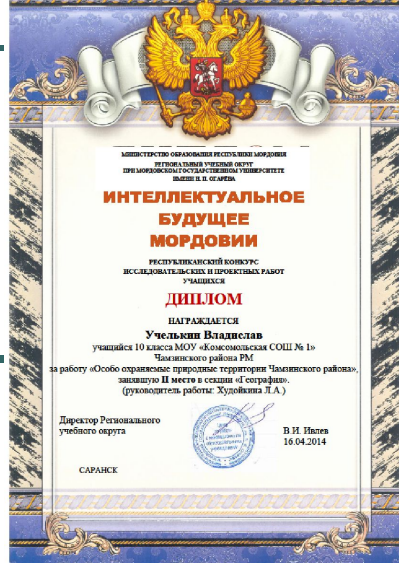 МИНИСТЕРСТВО ОБРАЗОВАНИЯ РЕСПУБЛИКИ МОРДОВИЯ
РЕГИОНАЛЬНЫЙ УЧЕБНЫЙ ОКРУГ
ПРИ МОРДОВСКОМ ГОСУДАРСТВЕННОМ УНИВЕРСИТЕТЕ
ИМЕНИ Н. П. ОГАРЁВА
ИНТЕЛЛЕКТУАЛЬНОЕ
БУДУЩЕЕ
МОРДОВИИ
РЕСПУБЛИКАНСКИЙ КОНКУРС
ИССЛЕДОВАТЕЛЬСКИХ И ПРОЕКТНЫХ РАБОТ
УЧАЩИХСЯ
ДИПЛОМ
НАГРАЖДАЕТСЯ
Учелькин Владислав
учащийся 10 класса МОУ «Комсомольская СОШ № 1»
Чамзинского района РМ
за работу «Особо охраняемые природные территории Чамзинского района»,
занявшую II место в секции «География».
(руководитель работы: Худойкина Л.А.)
Директор Регионального
учебного округа
В.И. Ивлев
16.04.2014
САРАНСК